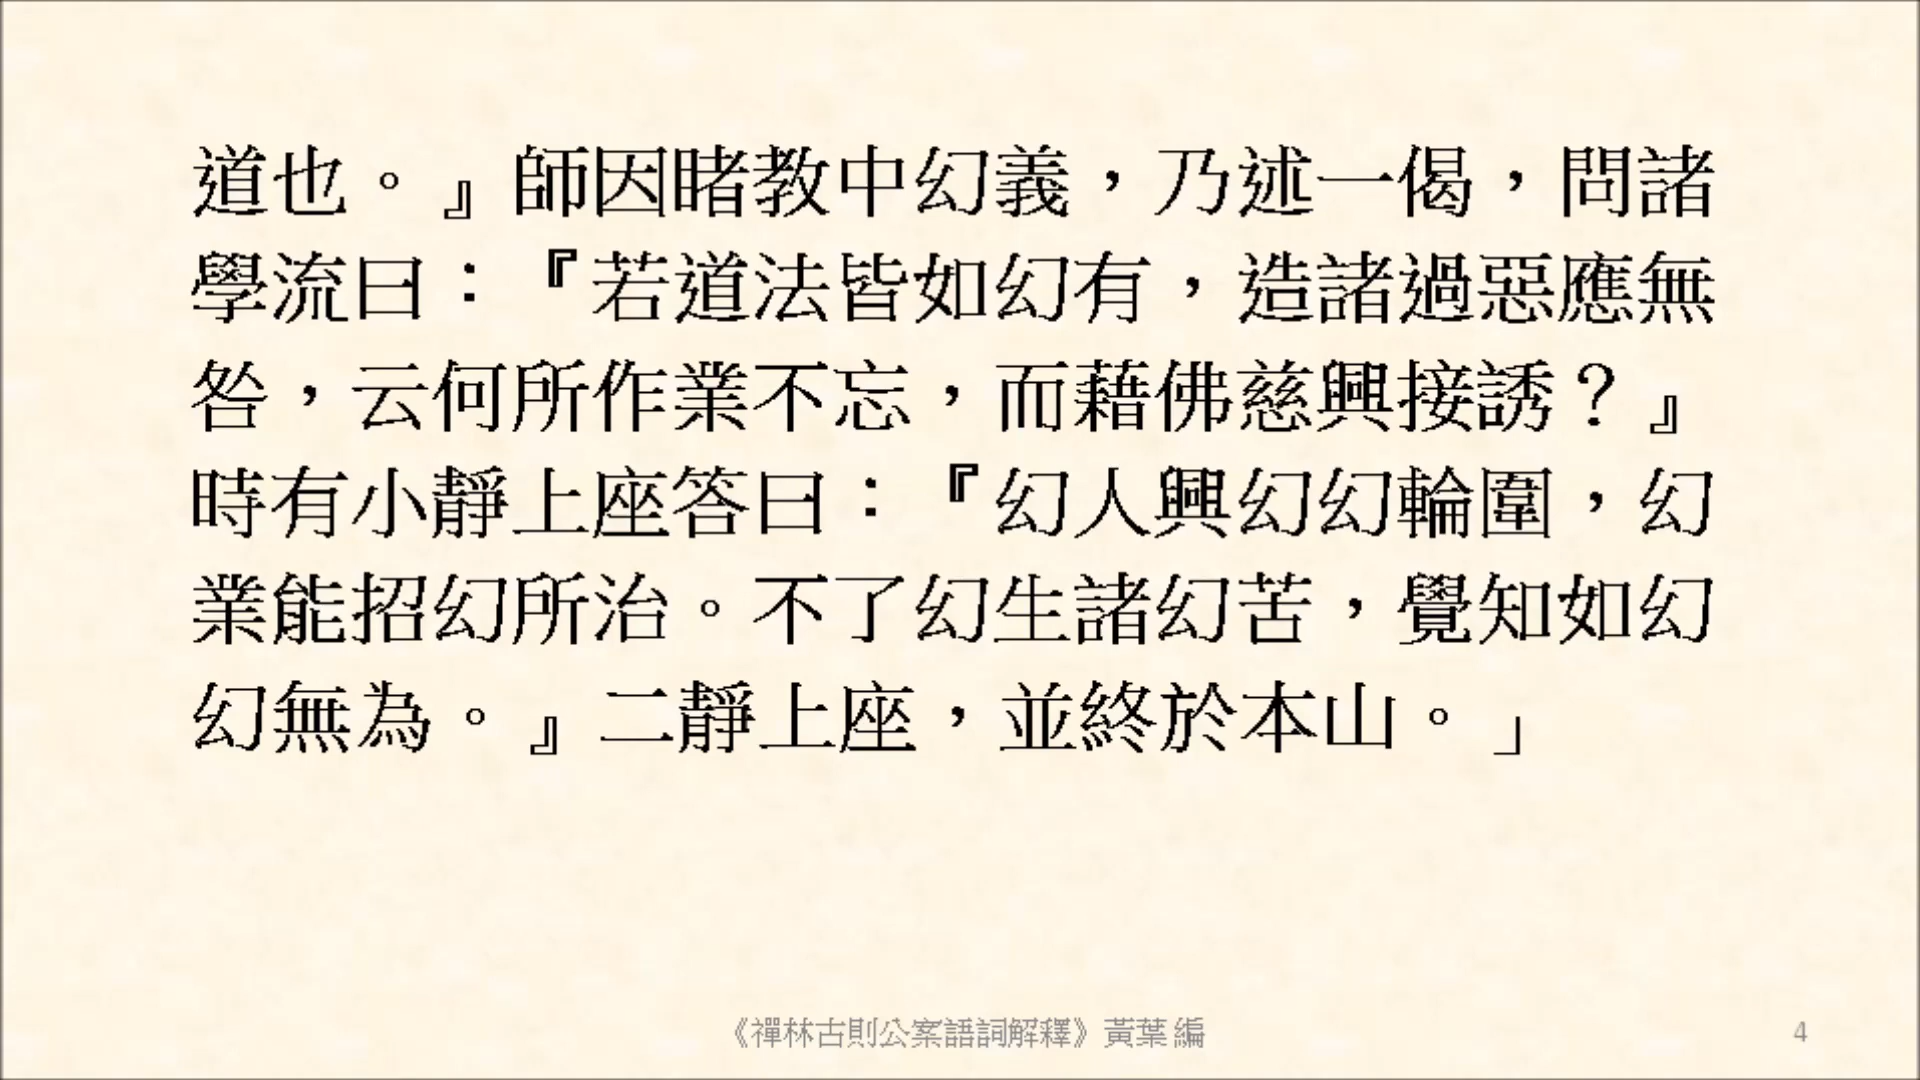 道也。』師因睹教中幻義，乃述一偈，問諸
學流曰：『若道法皆如幻有，造諸過惡應無
咎，云何所作業不忘，而藉佛慈興接誘？』
時有小靜上座答曰：『幻人興幻幻輪圍，幻
業能招幻所治。不了幻生諸幻苦，覺知如幻
幻無為。』二靜上座，並終於本山。」
《禪林古則公案語詞解釋》黃葉 編
4